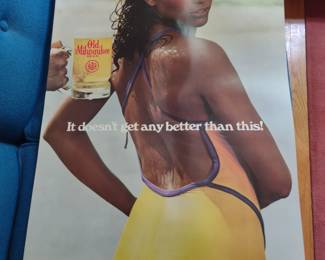 Old
Milwaukee
It doesn't get any better than this!